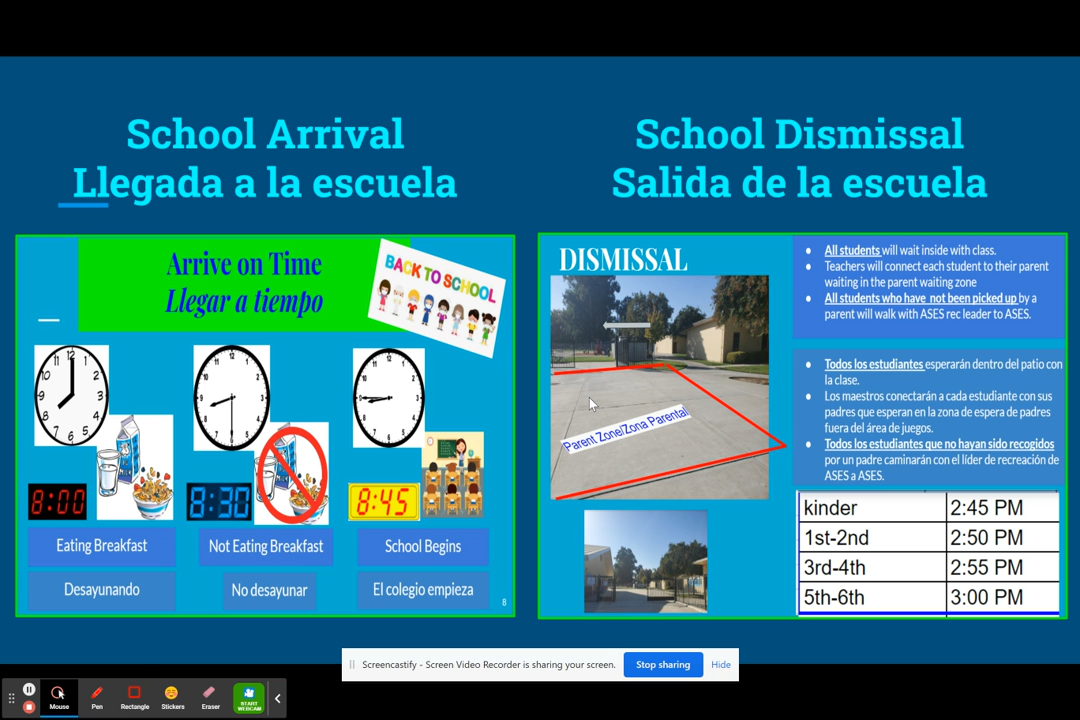 School Arrival
Llegada a la escuela
Arrive on Time
Llegar a tiempo
BACK TO SCHOOL
8:00
8:30
8:45
Eating Breakfast
Not Eating Breakfast
School Begins
Desayunando
No desayunar
El colegio empieza
8
School Dismissal
Salida de la escuela
DISMISSAL
Parent Zone/Zona Parental
All students will wait inside with class.
Teachers will connect each student to their parent
waiting in the parent waiting zone
All students who have not been picked up by a
parent will walk with ASES rec leader to ASES.
Todos los estudiantes esperarán dentro del patio con
la clase.
Los maestros conectarán a cada estudiante con sus
padres que esperan en la zona de espera de padres
fuera del área de juegos.
Todos los estudiantes que no hayan sido recogidos
por un padre caminarán con el líder de recreación de
ASES a ASES.
kinder 2:45 PM
1st-2nd 2:50 PM
3rd-4th 2:55 PM
5th-6th 3:00 PM
Screencastify - Screen Video Recorder is sharing your screen. Stop sharing Hide
Mouse Pen Rectangle Stickers Eraser START WEBCAM